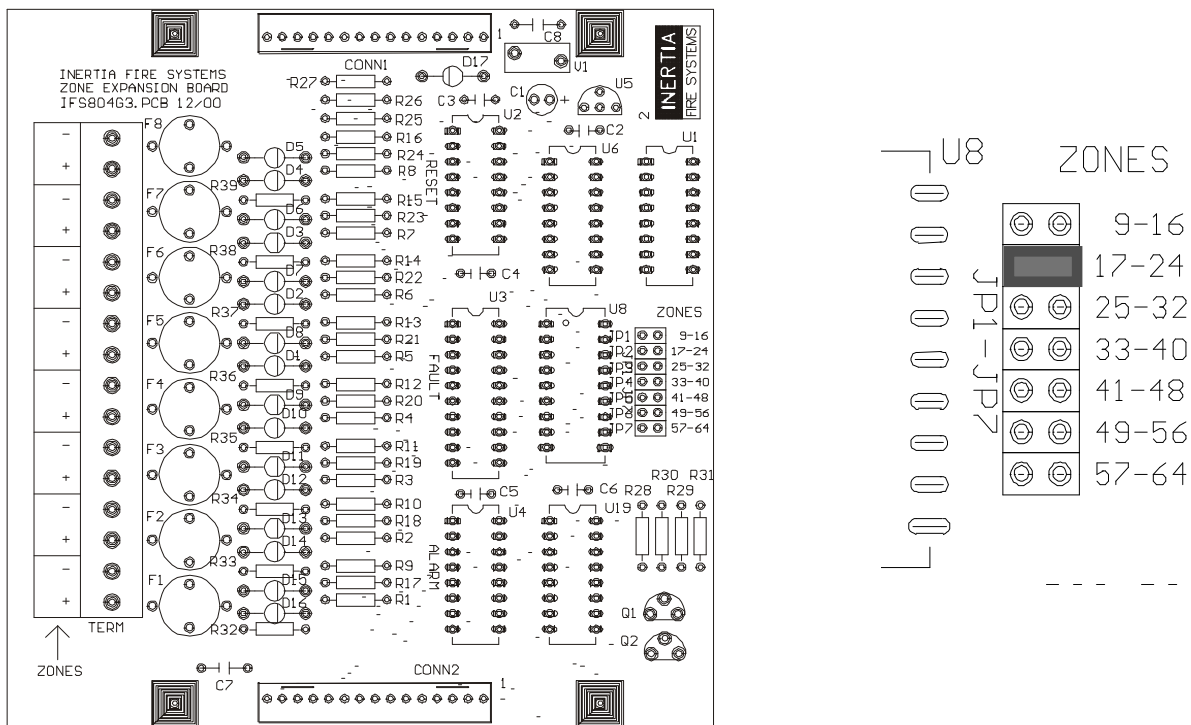 INERTIA FIRE SYSTEMS
ZONE EXPANSION BOARD
IFS804G3.PCB 12/00
1
C8
V1
D17
CONN1
INERTIA
FIRE SYSTEMS
2
U5
C1 +
C3
U2
C2
U6
U1
R27
R26
R25
R16
R24
R8
R15
R23
R7
R14
R22
R6
R13
R21
R5
R12
R20
R4
R11
R19
R3
R10
R18
R2
R9
R17
R1
RESET
FAULT
ALARM
F8
F7
F6
F5
F4
F3
F2
F1
D5
D4
R39
D6
D3
R38
D7
D2
R37
D8
D1
R36
D9
D10
R35
D11
D12
R34
D13
D14
R33
D15
D16
R32
-
+
-
+
-
+
-
+
-
+
-
+
-
+
-
+
TERM
ZONES
C4
U3
U8
ZONES
JP1 9-16
JP2 17-24
JP3 25-32
JP4 33-40
JP5 41-48
JP6 49-56
JP7 57-64
JP1-JP7
C5
U4
C6
U19
R30 R31
R28 R29
Q1
Q2
C7
CONN2
1
U8
ZONES
9-16
17-24
25-32
33-40
41-48
49-56
57-64
JP1-JP7